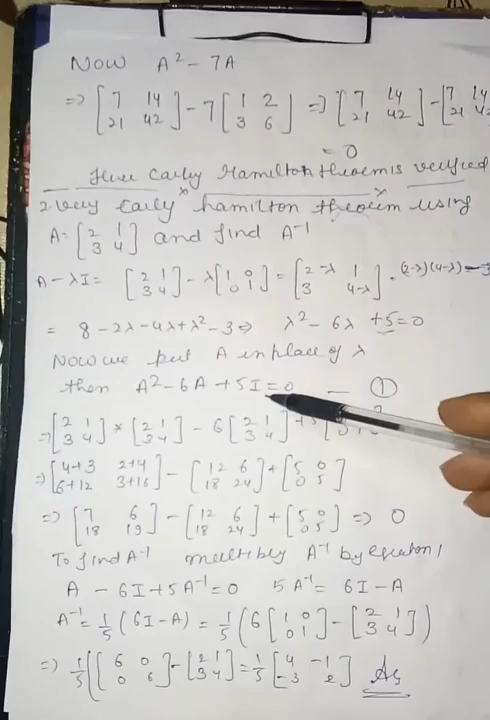 Now A² - 7A
=> [7 14 21 42] - 7 [1 2 3 6] => [7 14 21 42] - [7 14 21 42
= 0
Here Carly Hamilton theorem is verified
2. Very Carly hamilton theorem using
A = [2 1 3 4] and find A⁻¹
A - λI = [2 1 3 4] - λ [1 0 0 1] = [2-λ 1 3 4-λ] = (2-λ)(4-λ) - 3
= 8 - 2λ - 4λ + λ² - 3 => λ² - 6λ + 5 = 0
Now we put A in place of λ
then A² - 6A + 5I = 0 — ①
=> [2 1 3 4] * [2 1 3 4] - 6 [2 1 3 4] +
=> [4+3 2+4 6+12 3+16] - [12 6 18 24] + [5 0 0 5]
=> [7 6 18 19] - [12 6 18 24] + [5 0 0 5] => 0
To find A⁻¹ multibly A⁻¹ by equation 1
A - 6I + 5A⁻¹ = 0 5A⁻¹ = 6I - A
A⁻¹ = 1/5 (6I - A) = 1/5 (6 [1 0 0 1] - [2 1 3 4])
=> 1/5 ([6 0 0 6] - [2 1 3 4] = 1/5 [4 -1 -3 2] As